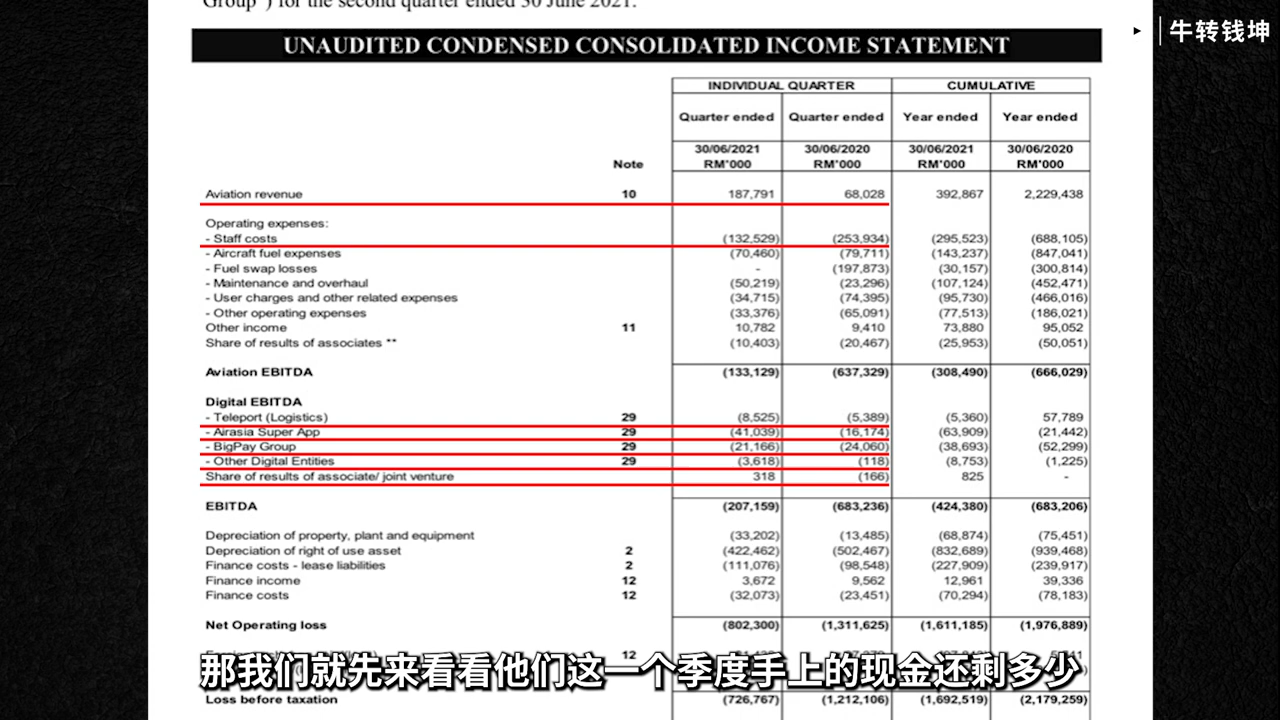 Group ) for the second quarter ended 30 June 2021.
UNAUDITED CONDENSED CONSOLIDATED INCOME STATEMENT
牛转钱坤
INDIVIDUAL QUARTER CUMULATIVE
Quarter ended Quarter ended Year ended Year ended
30/06/2021 30/06/2020 30/06/2021 30/06/2020
Note RM'000 RM'000 RM'000 RM'000
Aviation revenue 10 187,791 68,028 392,867 2,229,438
Operating expenses:
- Staff costs (132,529) (253,934) (295,523) (688,105)
- Aircraft fuel expenses (70,460) (79,711) (143,237) (847,041)
- Fuel swap losses - (197,873) (30,157) (300,814)
- Maintenance and overhaul (50,219) (23,296) (107,124) (452,471)
- User charges and other related expenses (34,715) (74,395) (95,730) (466,016)
- Other operating expenses (33,376) (65,091) (77,513) (186,021)
Other income 11 10,782 9,410 73,880 95,052
Share of results of associates ** (10,403) (20,467) (25,953) (50,051)
Aviation EBITDA (133,129) (637,329) (308,490) (666,029)
Digital EBITDA
- Teleport (Logistics) 29 (8,525) (5,389) (5,360) 57,789
- Airasia Super App 29 (41,039) (16,174) (63,909) (21,442)
- BigPay Group 29 (21,166) (24,060) (38,693) (52,299)
- Other Digital Entities 29 (3,618) (118) (8,753) (1,225)
Share of results of associate/ joint venture 318 (166) 825 -
EBITDA (207,159) (683,236) (424,380) (683,206)
Depreciation of property, plant and equipment (33,202) (13,485) (68,874) (75,451)
Depreciation of right of use asset 2 (422,462) (502,467) (832,689) (939,468)
Finance costs - lease liabilities 2 (111,076) (98,548) (227,909) (239,917)
Finance income 12 3,672 9,562 12,961 39,336
Finance costs 12 (32,073) (23,451) (70,294) (78,183)
Net Operating loss (802,300) (1,311,625) (1,611,185) (1,976,889)
12
那我们就先来看看他们这一个季度手上的现金还剩多少
Loss before taxation (726,767) (1,212,106) (1,692,519) (2,179,259)